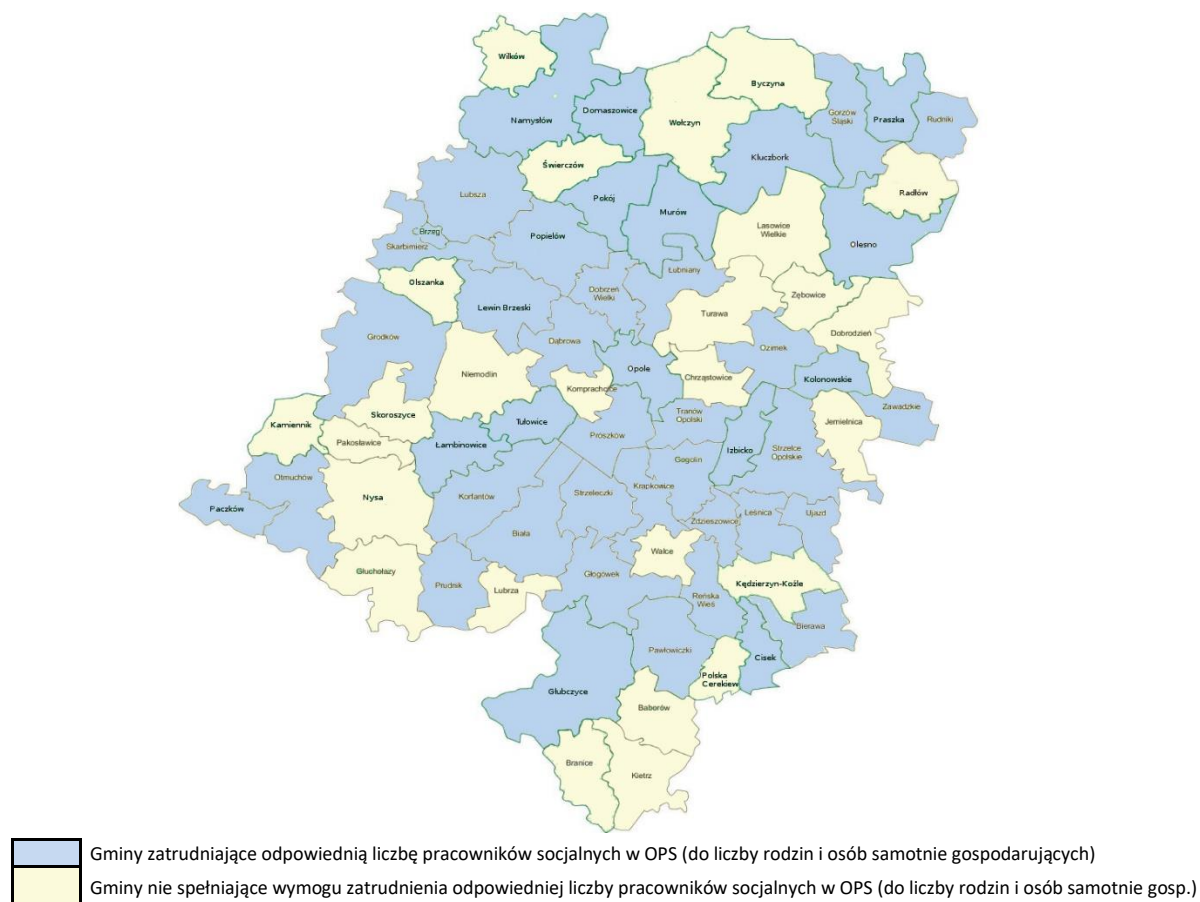 Wilków
Byczyna
Domaszowice
Namysłów
Wołczyn
Gorzów
Śląski
Praszka
Rudniki
Świerczów
Kluczbork
Radłów
Lubsza
Pokój
Murów
Lasowice
Wielkie
Brzeg
Skarbimierz
Popielów
Olesno
Łubniany
Olszanka
Dobrzeń
Wielki
Zębowice
Lewin Brzeski
Turawa
Dobrodzień
Grodków
Dąbrowa
Ozimek
Niemodin
Opole
Chrząstowice
Kolonowskie
Komprachcice
Skoroszyce
Zawadzkie
Kamiennik
Tułowice
Tranów
Opolski
Jemielnica
Pakosławice
Łambinowice
Prószków
Izbicko
Strzelce
Opolskie
Gogolin
Otmuchów
Nysa
Korfantów
Strzeleczki
Krapkowice
Paczków
Leśnica
Ujazd
Zdzieszowice
Biała
Walce
Głuchołazy
Prudnik
Lubrza
Głogówek
Kędzierzyn-Koźle
Reńska
Wieś
Bierawa
Pawłowiczki
Cisek
Polska
Cerekiew
Głubczyce
Baborów
Branice
Kietrz
Gminy zatrudniające odpowiednią liczbę pracowników socjalnych w OPS (do liczby rodzin i osób samotnie gospodarujących)
Gminy nie spełniające wymogu zatrudnienia odpowiedniej liczby pracowników socjalnych w OPS (do liczby rodzin i osób samotnie gosp.)